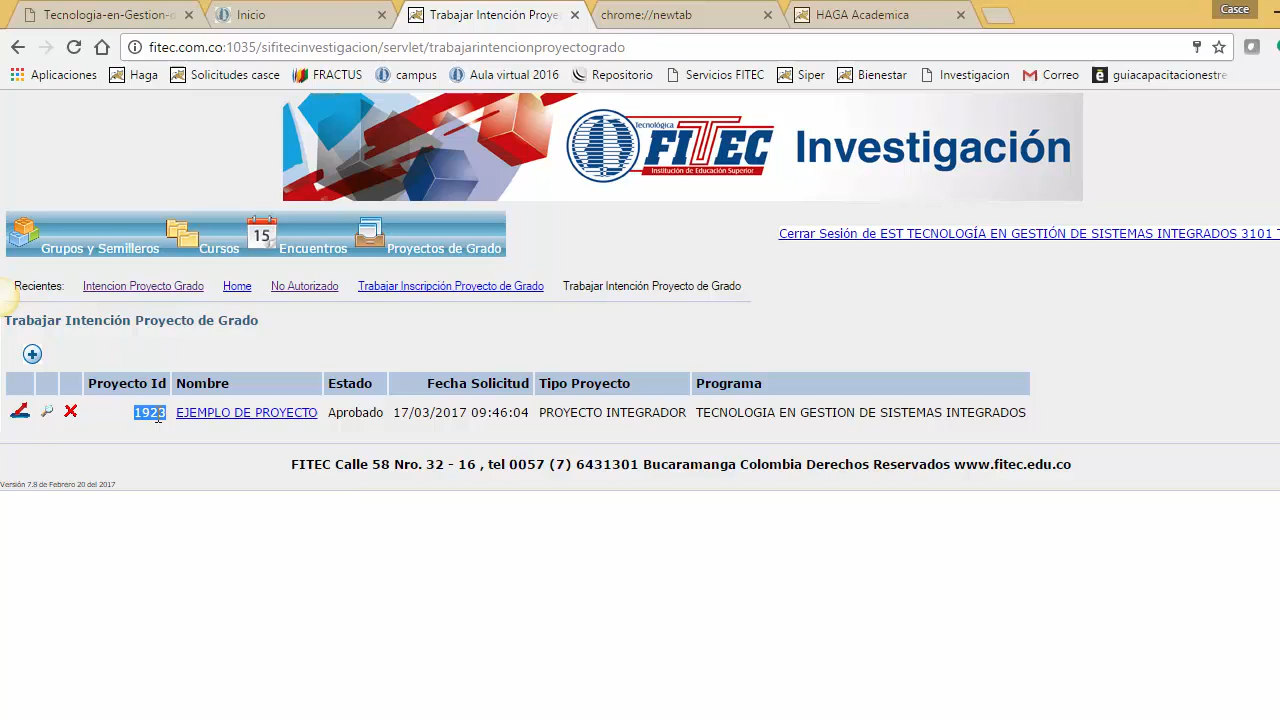 Tecnologia-en-Gestion-d
Inicio
Trabajar Intención Proye
chrome://newtab
HAGA Academica
Casce
fitec.com.co:1035/sifitecinvestigacion/servlet/trabajarintencionproyectogrado
Aplicaciones
Haga
Solicitudes casce
FRACTUS
Campus
Aula virtual 2016
Repositorio
Servicios FITEC
Siper
Bienestar
Investigacion
Correo
guiacapacitacionestre
Tecnológica
FITEC
Institución de Educación Superior
Investigación
Grupos y Semilleros
Cursos
15
Encuentros
Proyectos de Grado
Cerrar Sesión de EST TECNOLOGÍA EN GESTIÓN DE SISTEMAS INTEGRADOS 3101 T
Recientes: Intencion Proyecto Grado Home No Autorizado Trabajar Inscripción Proyecto de Grado Trabajar Intención Proyecto de Grado
Trabajar Intención Proyecto de Grado
Proyecto Id Nombre Estado Fecha Solicitud Tipo Proyecto Programa
1923 EJEMPLO DE PROYECTO Aprobado 17/03/2017 09:46:04 PROYECTO INTEGRADOR TECNOLOGIA EN GESTION DE SISTEMAS INTEGRADOS
FITEC Calle 58 Nro. 32 - 16 , tel 0057 (7) 6431301 Bucaramanga Colombia Derechos Reservados www.fitec.edu.co
Versión 7.8 de Febrero 20 del 2017